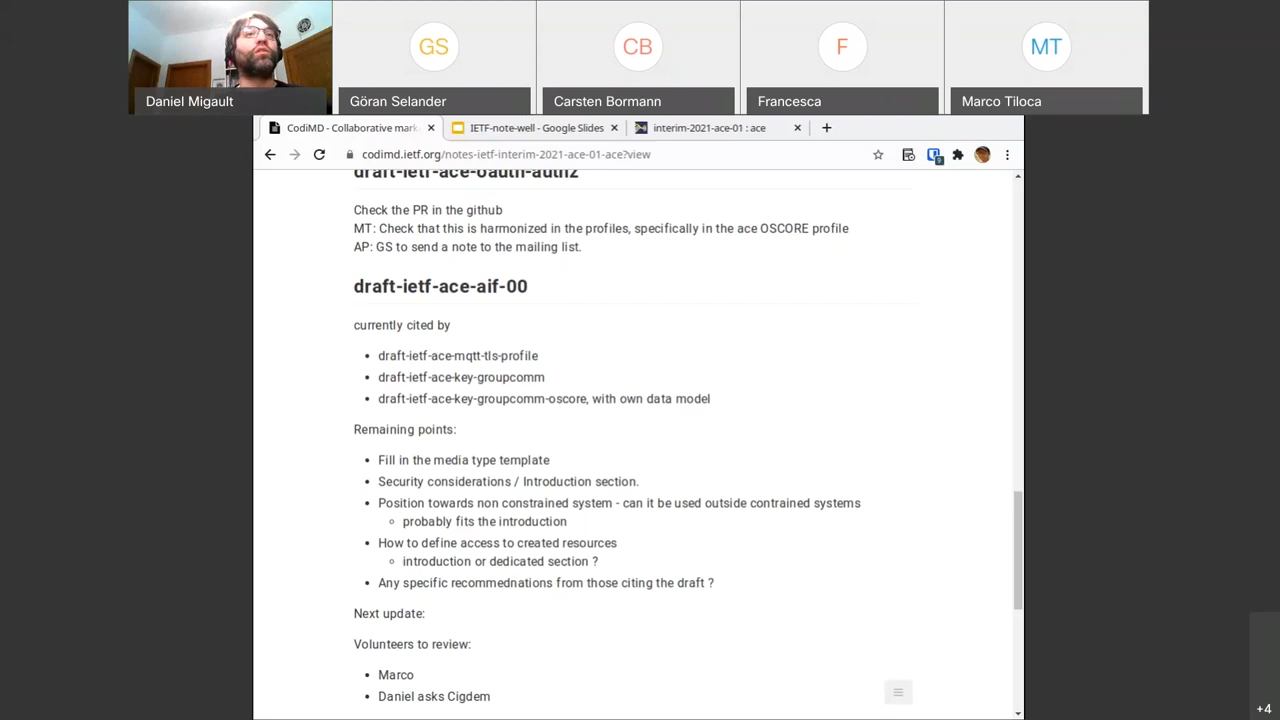 GS
CB
F
MT
Daniel Migault
Göran Selander
Carsten Bormann
Francesca
Marco Tiloca
CodiMD - Collaborative mark
IETF-note-well - Google Slides
interim-2021-ace-01 : ace
codimd.ietf.org/notes-ietf-interim-2021-ace-01-ace?view
draft-ietf-ace-oauth-authz
Check the PR in the github
MT: Check that this is harmonized in the profiles, specifically in the ace OSCORE profile
AP: GS to send a note to the mailing list.
draft-ietf-ace-aif-00
currently cited by
draft-ietf-ace-mqtt-tls-profile
draft-ietf-ace-key-groupcomm
draft-ietf-ace-key-groupcomm-oscore, with own data model
Remaining points:
Fill in the media type template
Security considerations / Introduction section.
Position towards non constrained system - can it be used outside contrained systems
probably fits the introduction
How to define access to created resources
introduction or dedicated section ?
Any specific recommednations from those citing the draft ?
Next update:
Volunteers to review:
Marco
Daniel asks Cigdem
+4